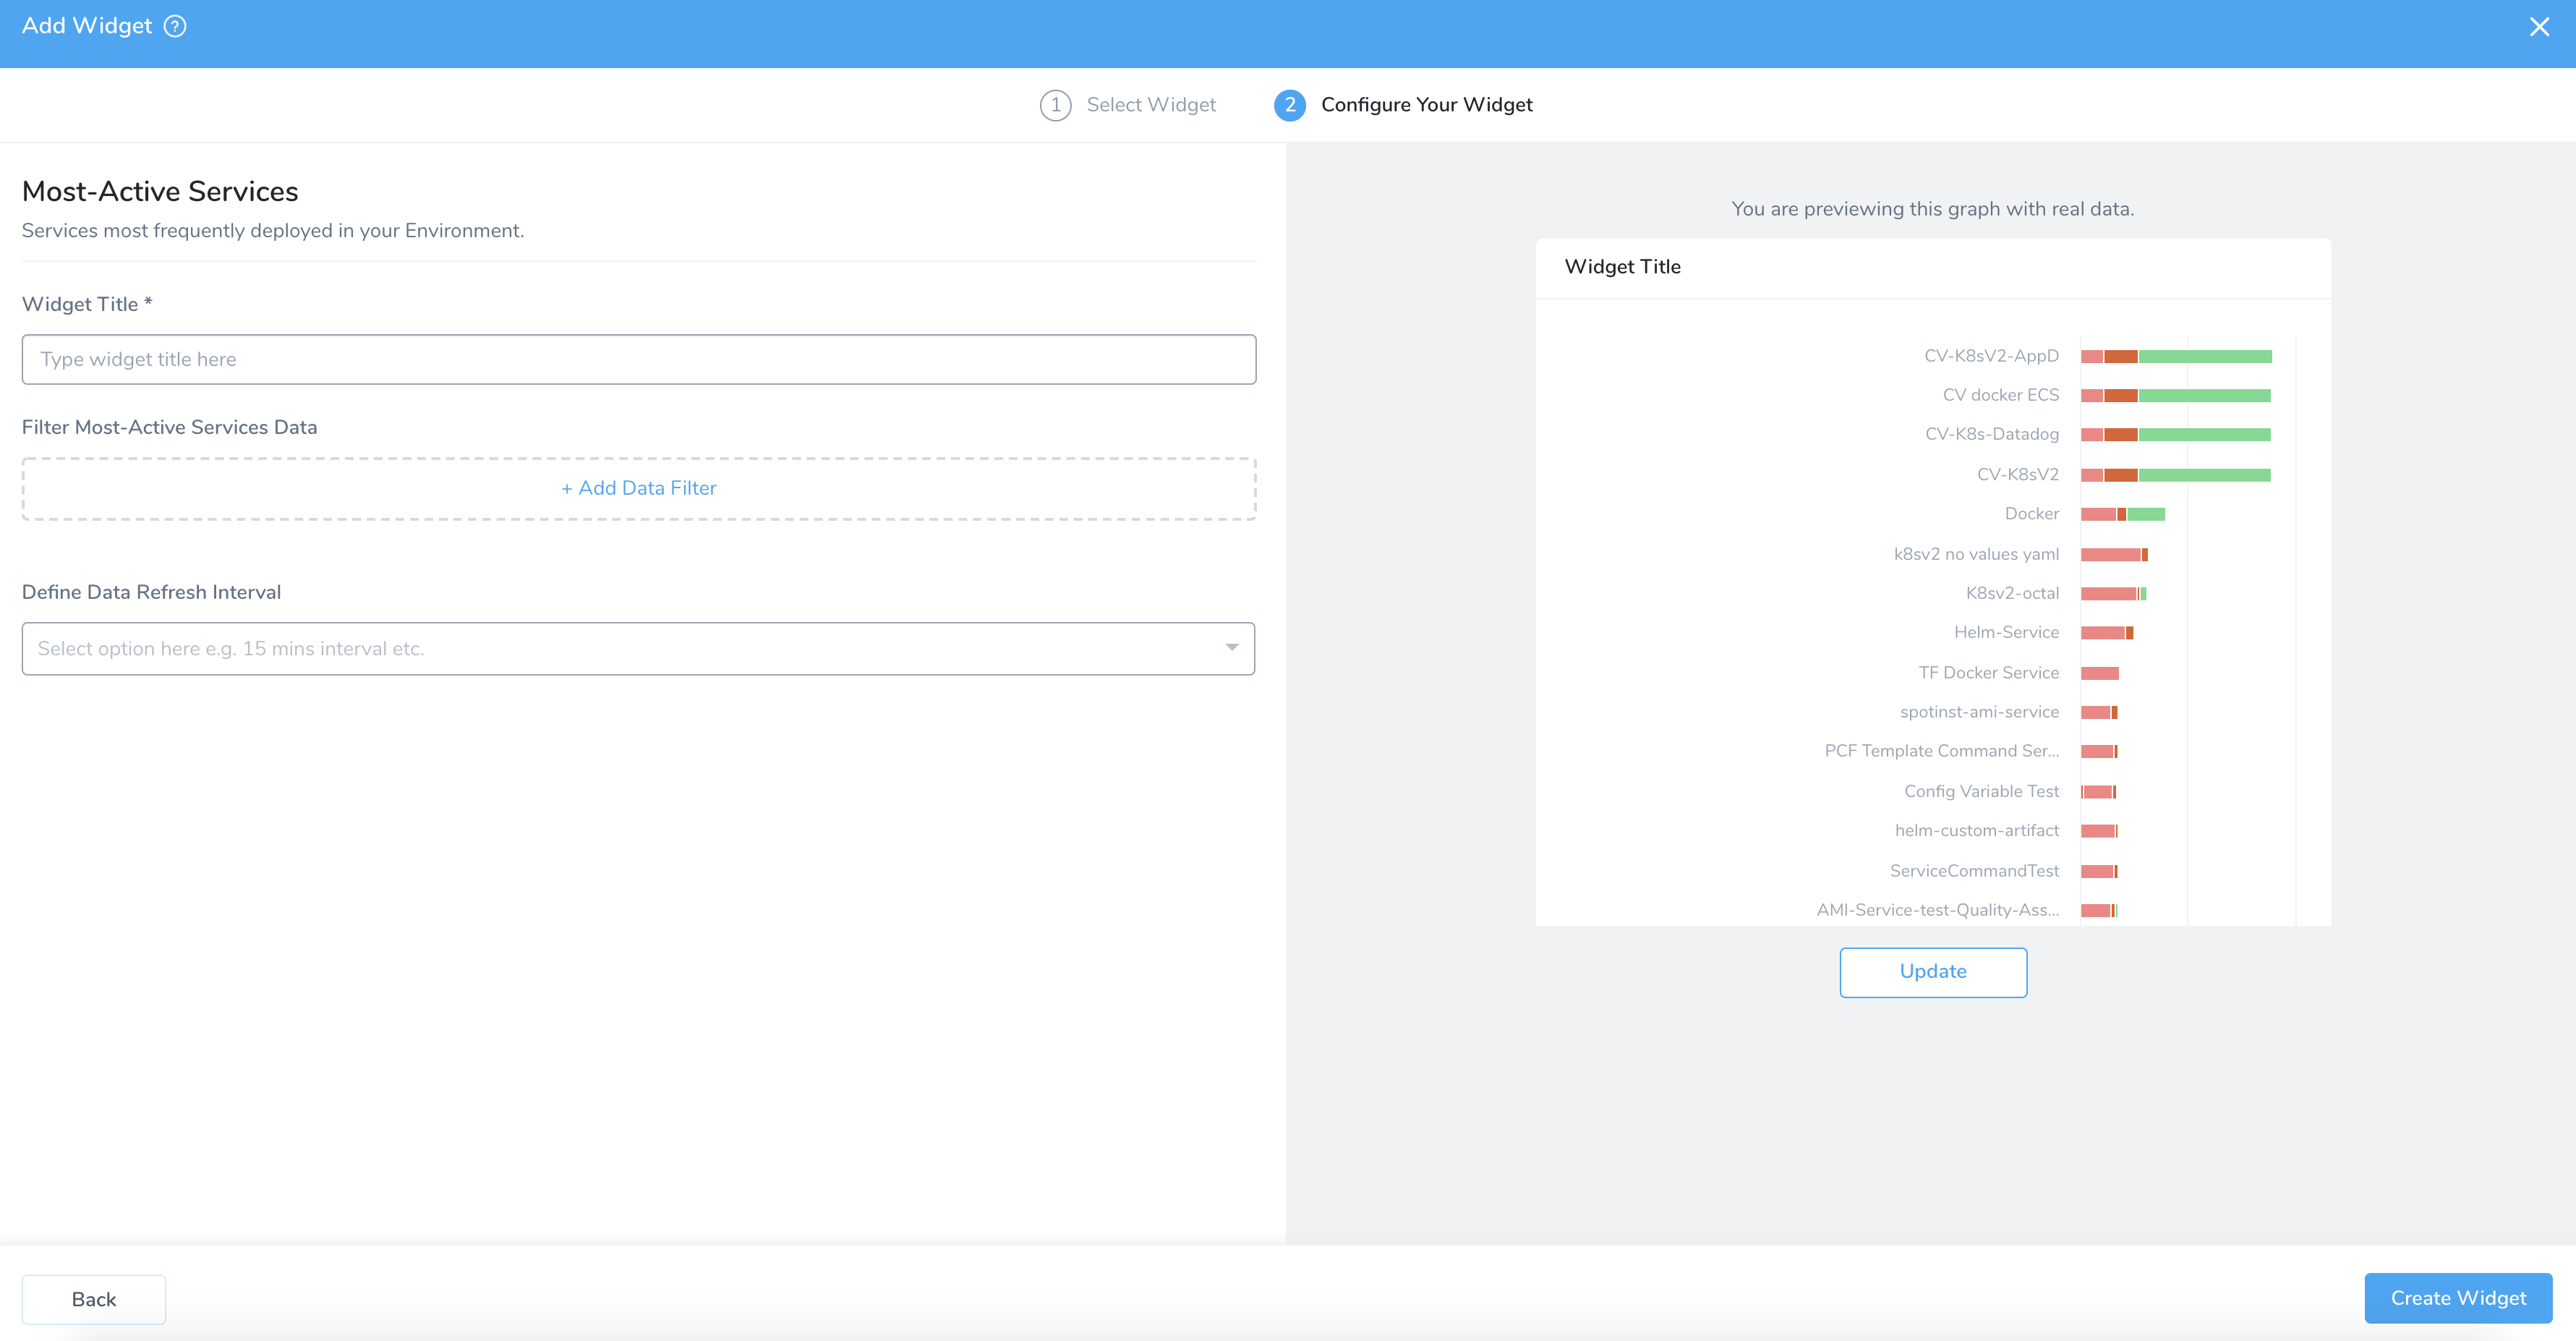 Add Widget ?
1 Select Widget 2 Configure Your Widget
Most-Active Services
Services most frequently deployed in your Environment.
Widget Title *
Type widget title here
Filter Most-Active Services Data
+ Add Data Filter
Define Data Refresh Interval
Select option here e.g. 15 mins interval etc.
You are previewing this graph with real data.
Widget Title
CV-K8sV2-AppD
CV docker ECS
CV-K8s-Datadog
CV-K8sV2
Docker
k8sv2 no values yaml
K8sv2-octal
Helm-Service
TF Docker Service
spotinst-ami-service
PCF Template Command Ser...
Config Variable Test
helm-custom-artifact
ServiceCommandTest
AMI-Service-test-Quality-Ass...
Update
Back
Create Widget